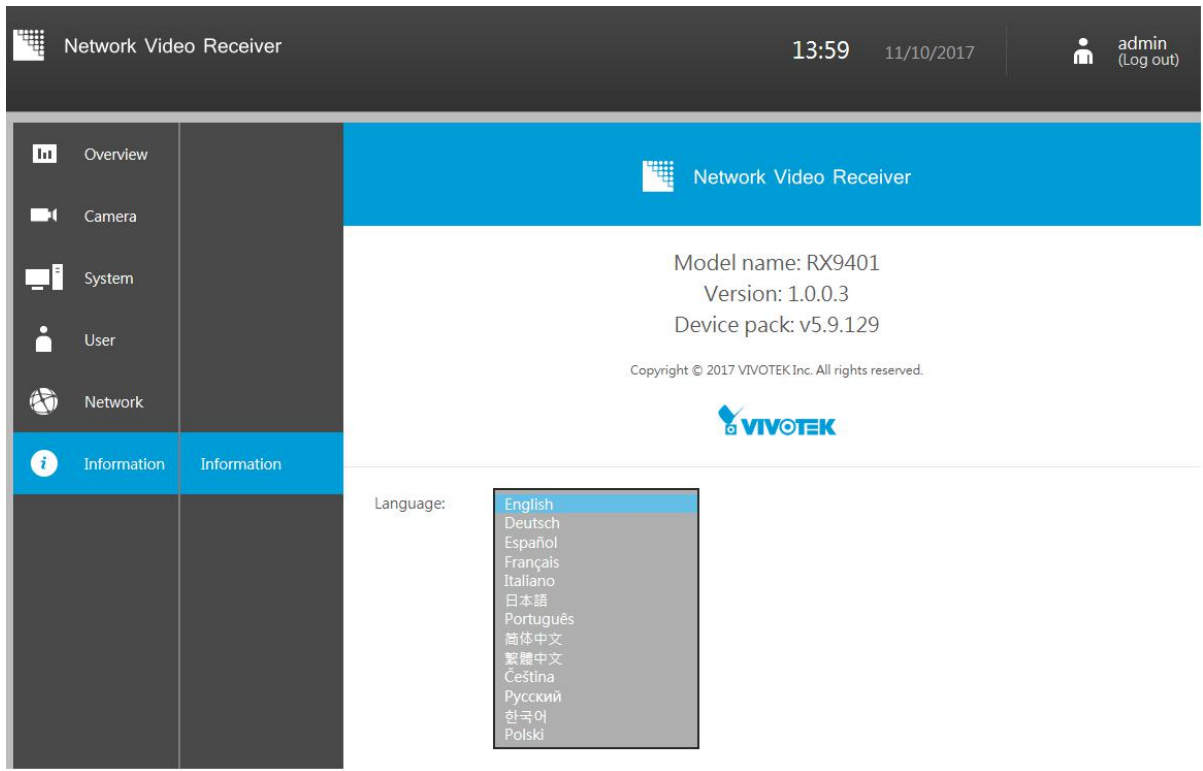 Network Video Receiver
13:59 11/10/2017
admin
(Log out)
Overview
Camera
System
User
Network
Information
Information
Network Video Receiver
Model name: RX9401
Version: 1.0.0.3
Device pack: v5.9.129
Copyright © 2017 VIVOTEK Inc. All rights reserved.
VIVOTEK
Language:
English
Deutsch
Español
Français
Italiano
日本語
Português
简体中文
繁體中文
Čeština
Русский
한국어
Polski